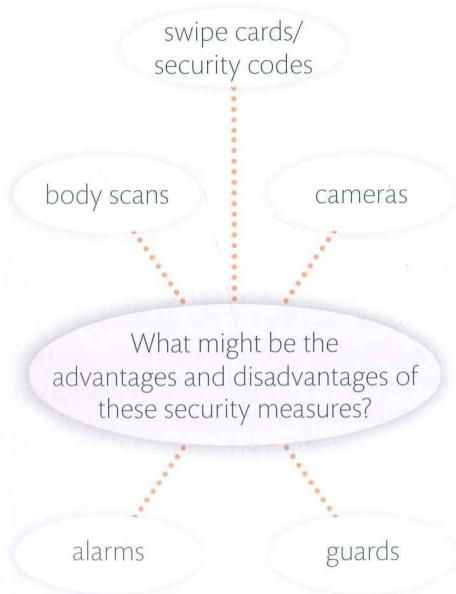 swipe cards/
security codes
body scans
cameras
What might be the
advantages and disadvantages of
these security measures?
alarms
guards